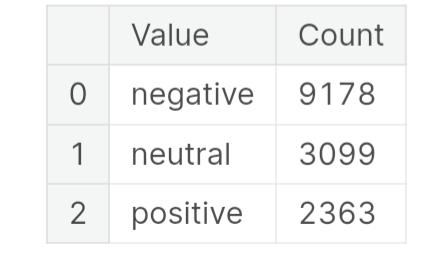 Value Count
0 negative 9178
1 neutral 3099
2 positive 2363